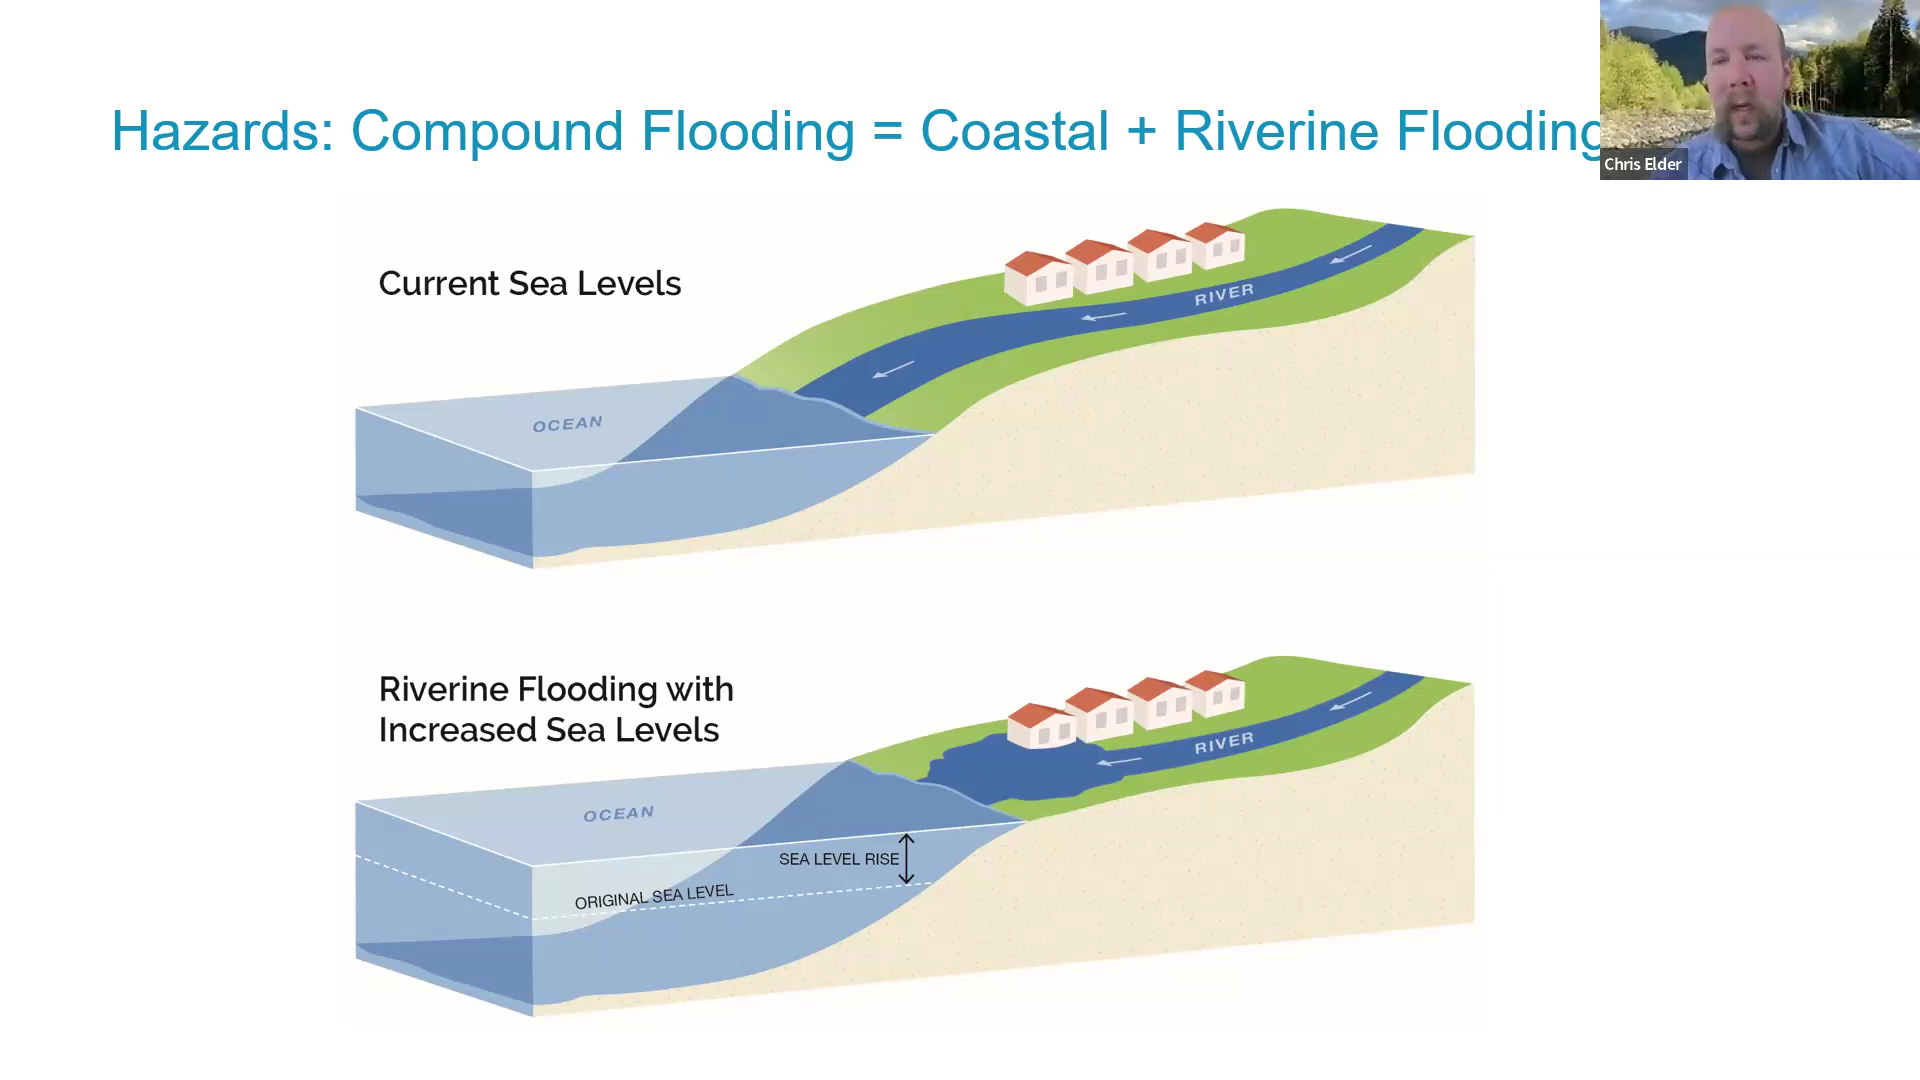 Hazards: Compound Flooding = Coastal + Riverine Flooding
Chris Elder
Current Sea Levels
RIVER
OCEAN
Riverine Flooding with
Increased Sea Levels
RIVER
OCEAN
SEA LEVEL RISE
ORIGINAL SEA LEVEL